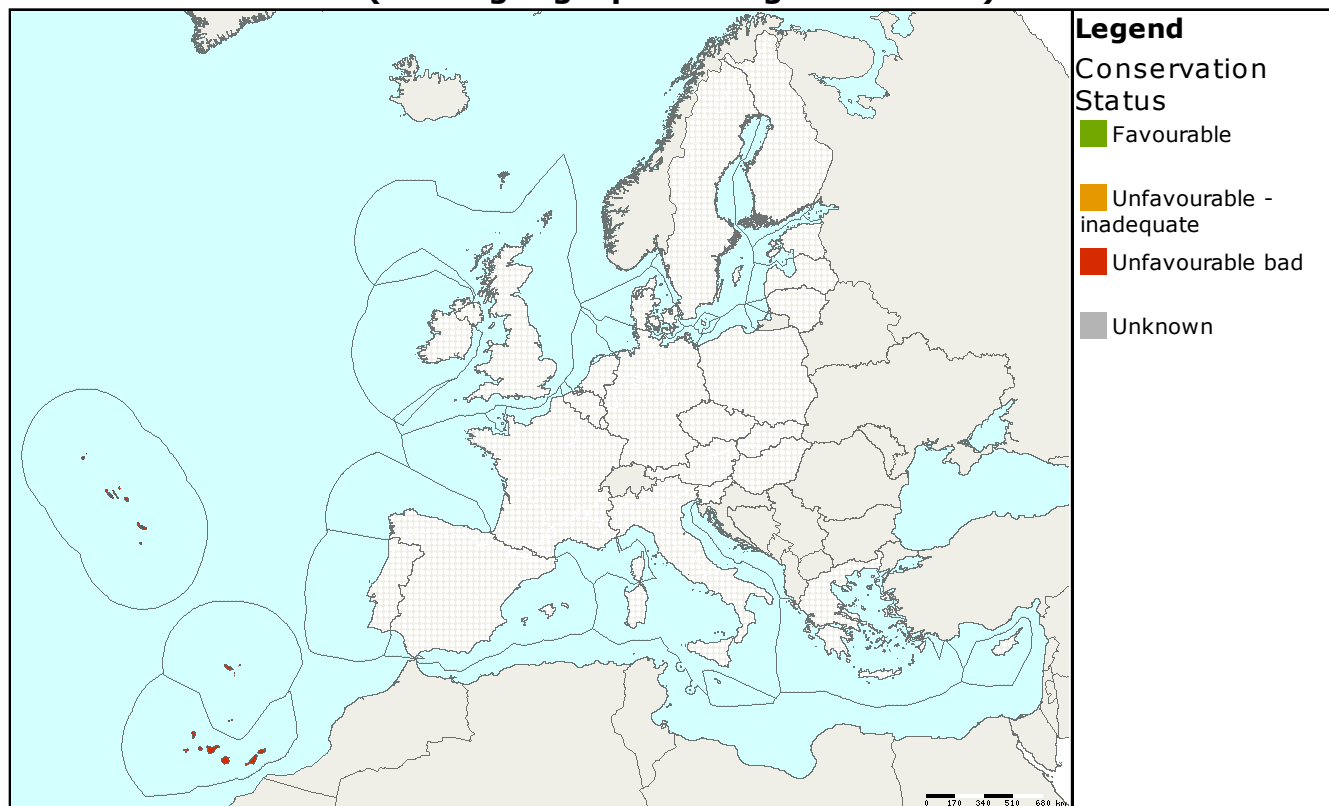 Legend
Conservation
Status
Favourable
Unfavourable -
inadequate
Unfavourable bad
Unknown
0 170 340 510 680 km